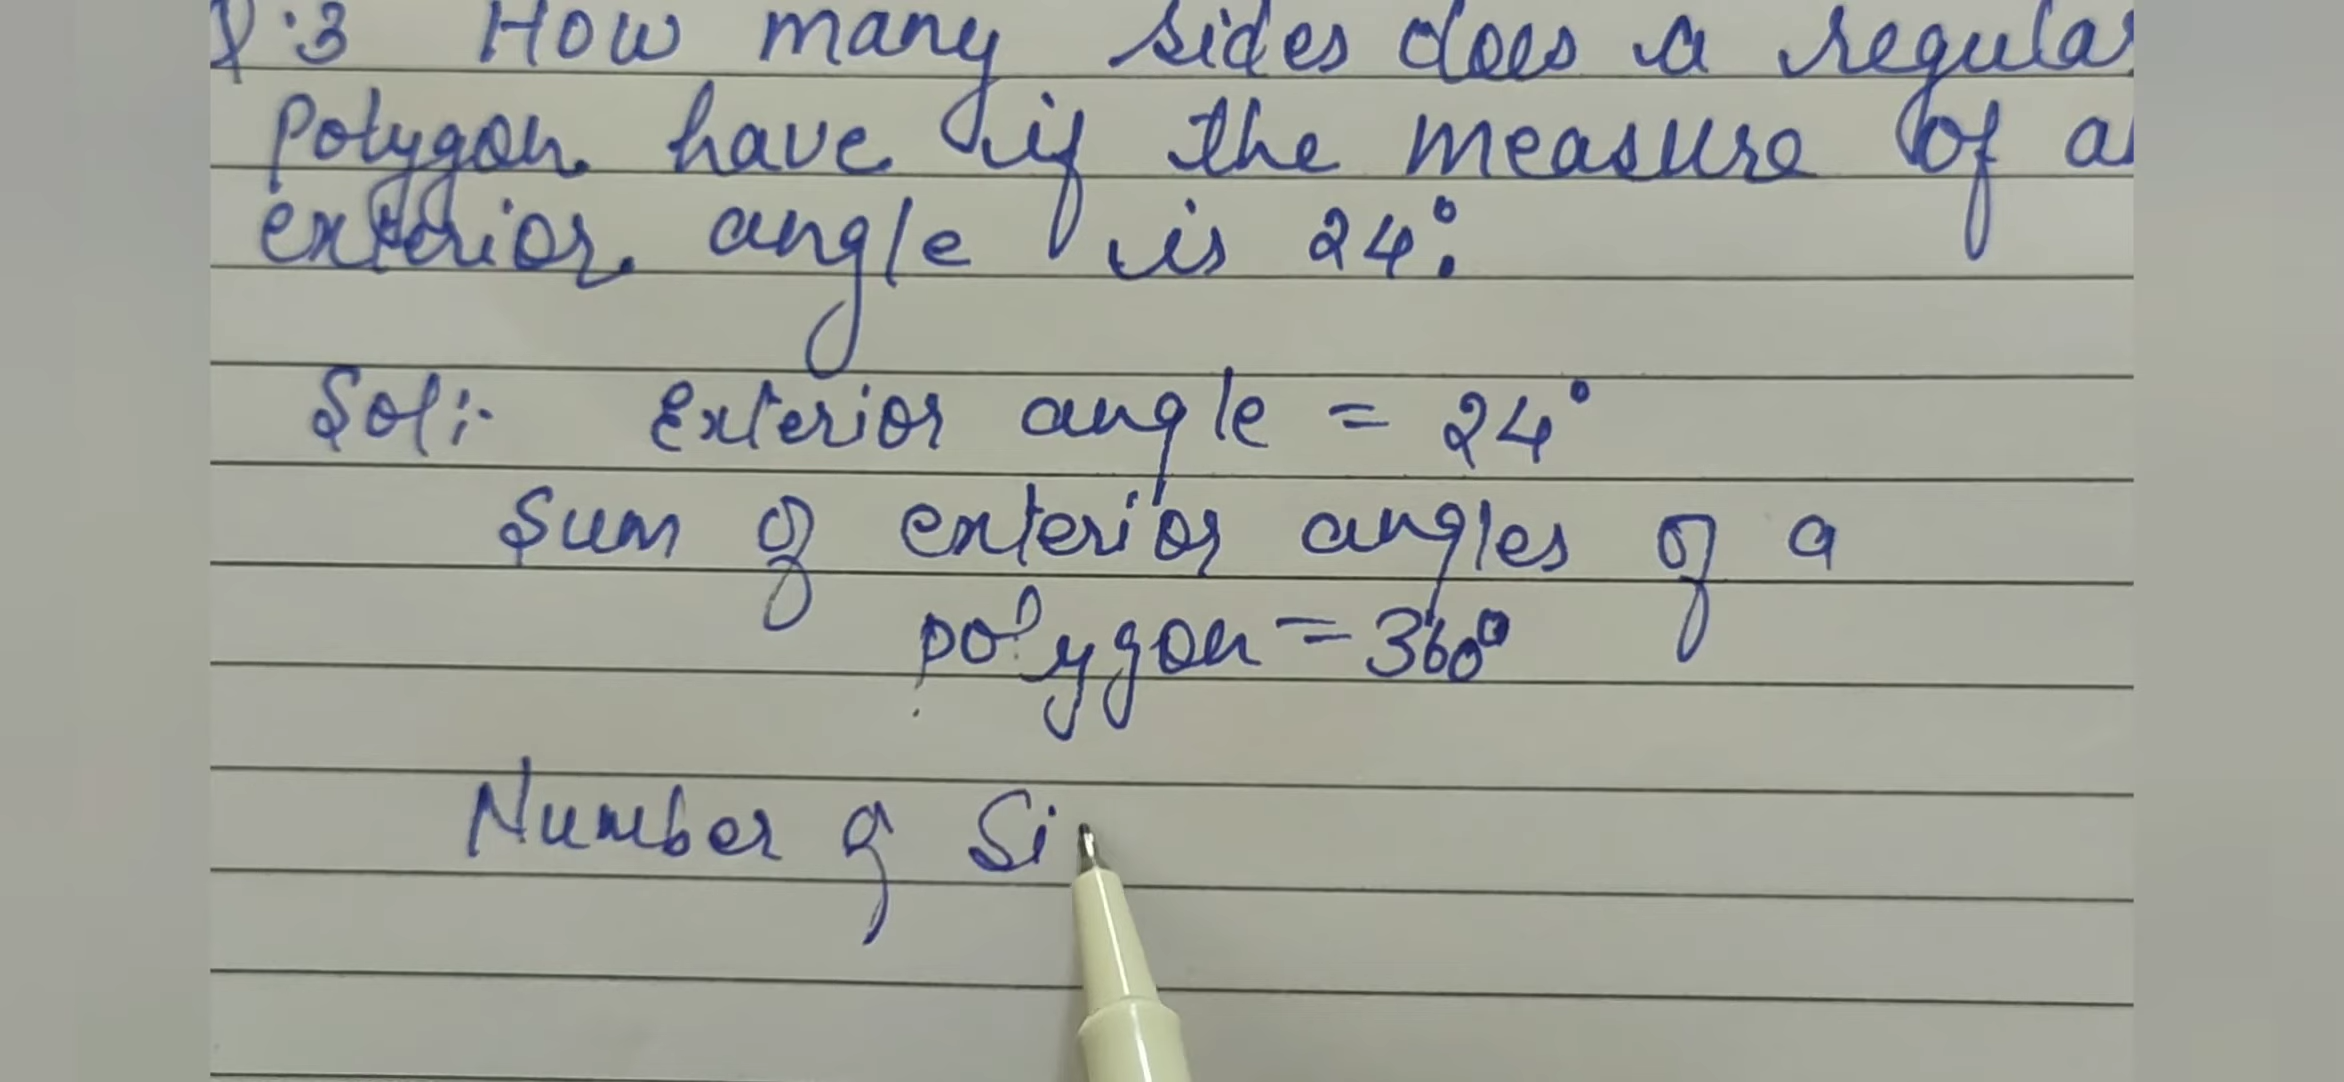 Q.3 How many sides does a regular
polygon have if the measure of a
exterior angle is 24°.
Sol:- Exterior angle = 24°
Sum of exterior angles of a
polygon = 360°
Number of Si